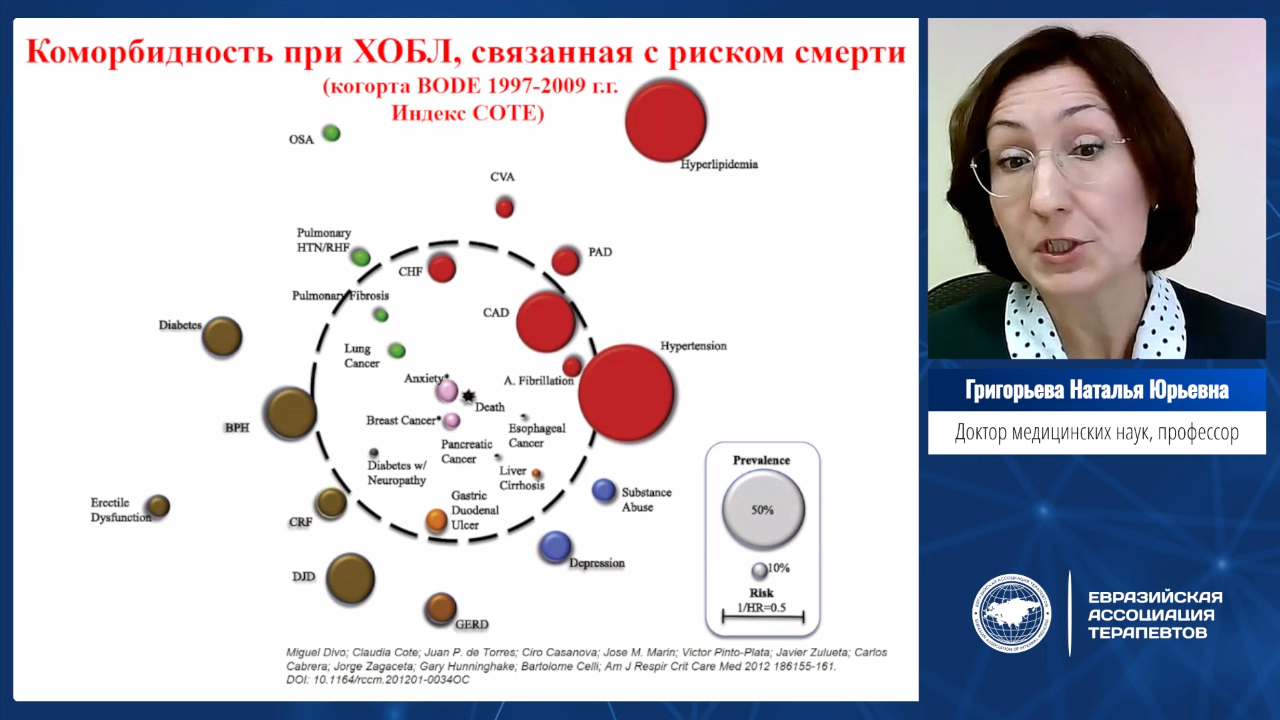 Коморбидность при ХОБЛ, связанная с риском смерти
(когорта BODE 1997-2009 г.г.
Индекс COTE)
OSA
Hyperlipidemia
CVA
Pulmonary
HTN/RHF
PAD
CHF
Pulmonary Fibrosis
CAD
Diabetes
Lung
Cancer
Hypertension
Anxiety*
A. Fibrillation
Death
Breast Cancer*
BPH
Esophageal
Cancer
Pancreatic
Cancer
Diabetes w/
Neuropathy
Liver
Cirrhosis
Erectile
Dysfunction
CRF
Gastric
Duodenal
Ulcer
Substance
Abuse
Depression
DJD
GERD
Prevalence
50%
10%
Risk
1/HR=0.5
Miguel Divo; Claudia Cote; Juan P. de Torres; Ciro Casanova; Jose M. Marin; Victor Pinto-Plata; Javier Zulueta; Carlos
Cabrera; Jorge Zagaceta; Gary Hunninghake; Bartolome Celli; Am J Respir Crit Care Med 2012 186155-161.
DOI: 10.1164/rccm.201201-0034OC
Григорьева Наталья Юрьевна
Доктор медицинских наук, профессор
ЕВРАЗИЙСКАЯ
АССОЦИАЦИЯ
ТЕРАПЕВТОВ